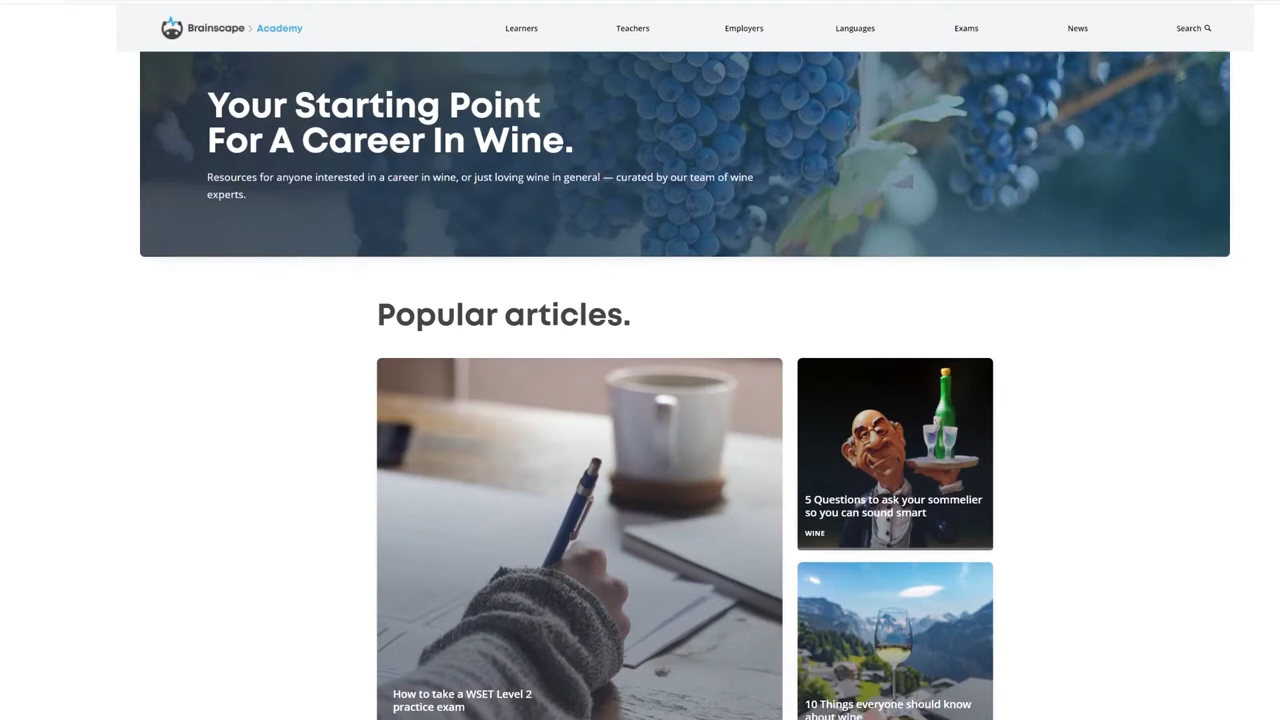 Brainscape > Academy
Learners
Teachers
Employers
Languages
Exams
News
Search
Your Starting Point
For A Career In Wine.
Resources for anyone interested in a career in wine, or just loving wine in general — curated by our team of wine
experts.
Popular articles.
5 Questions to ask your sommelier
so you can sound smart
WINE
How to take a WSET Level 2
practice exam
10 Things everyone should know
about wine